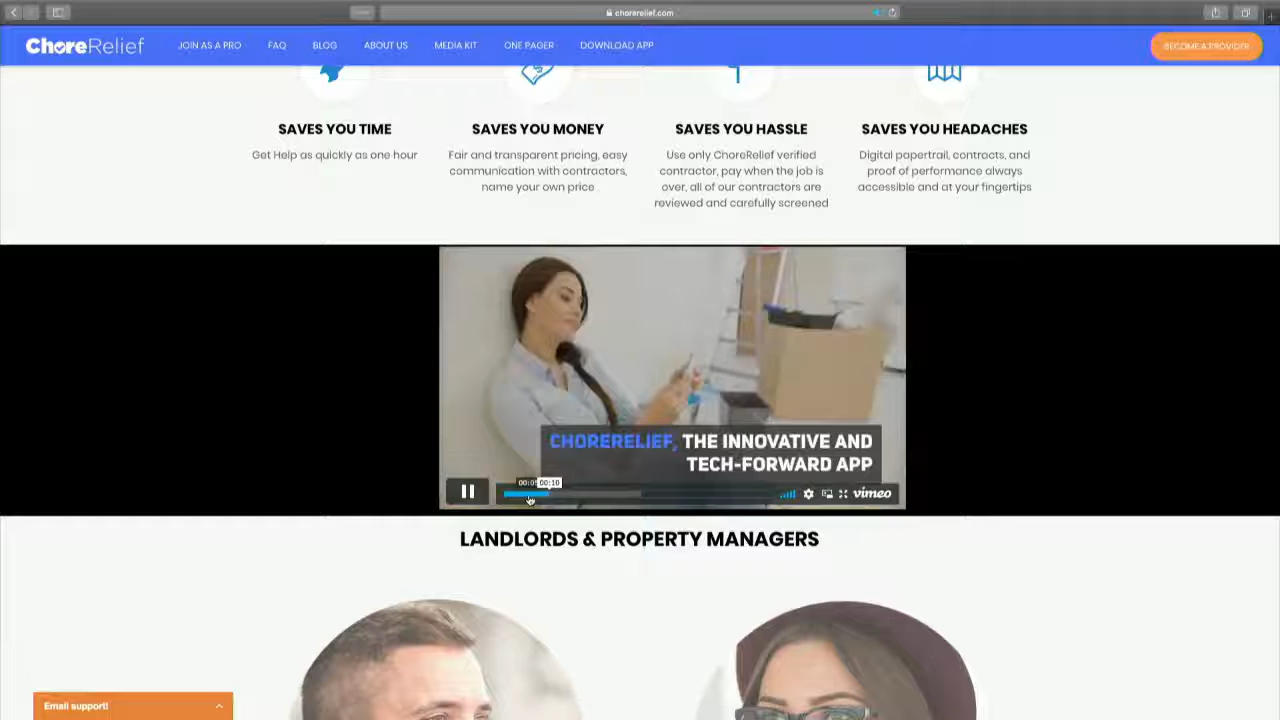 chorerelief.com
ChoreRelief
JOIN AS A PRO
FAQ
BLOG
ABOUT US
MEDIA KIT
ONE PAGER
DOWNLOAD APP
BECOME A PROVIDER
SAVES YOU TIME
Get Help as quickly as one hour
SAVES YOU MONEY
Fair and transparent pricing, easy
communication with contractors,
name your own price
SAVES YOU HASSLE
Use only ChoreRelief verified
contractor, pay when the job is
over, all of our contractors are
reviewed and carefully screened
SAVES YOU HEADACHES
Digital papertrail, contracts, and
proof of performance always
accessible and at your fingertips
CHORERELIEF, THE INNOVATIVE AND
TECH-FORWARD APP
00:10
vimeo
LANDLORDS & PROPERTY MANAGERS
Email support!